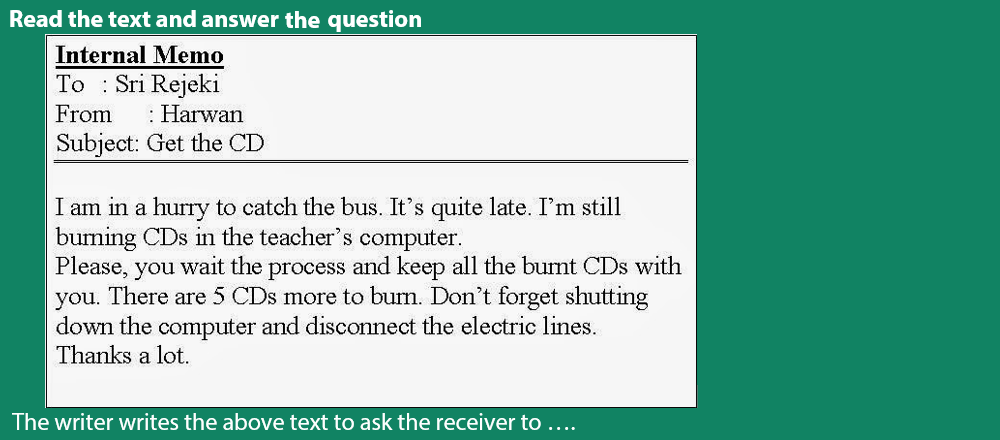 Read the text and answer the question
Internal Memo
To : Sri Rejeki
From : Harwan
Subject: Get the CD
I am in a hurry to catch the bus. It’s quite late. I’m still
burning CDs in the teacher’s computer.
Please, you wait the process and keep all the burnt CDs with
you. There are 5 CDs more to burn. Don’t forget shutting
down the computer and disconnect the electric lines.
Thanks a lot.
The writer writes the above text to ask the receiver to ….